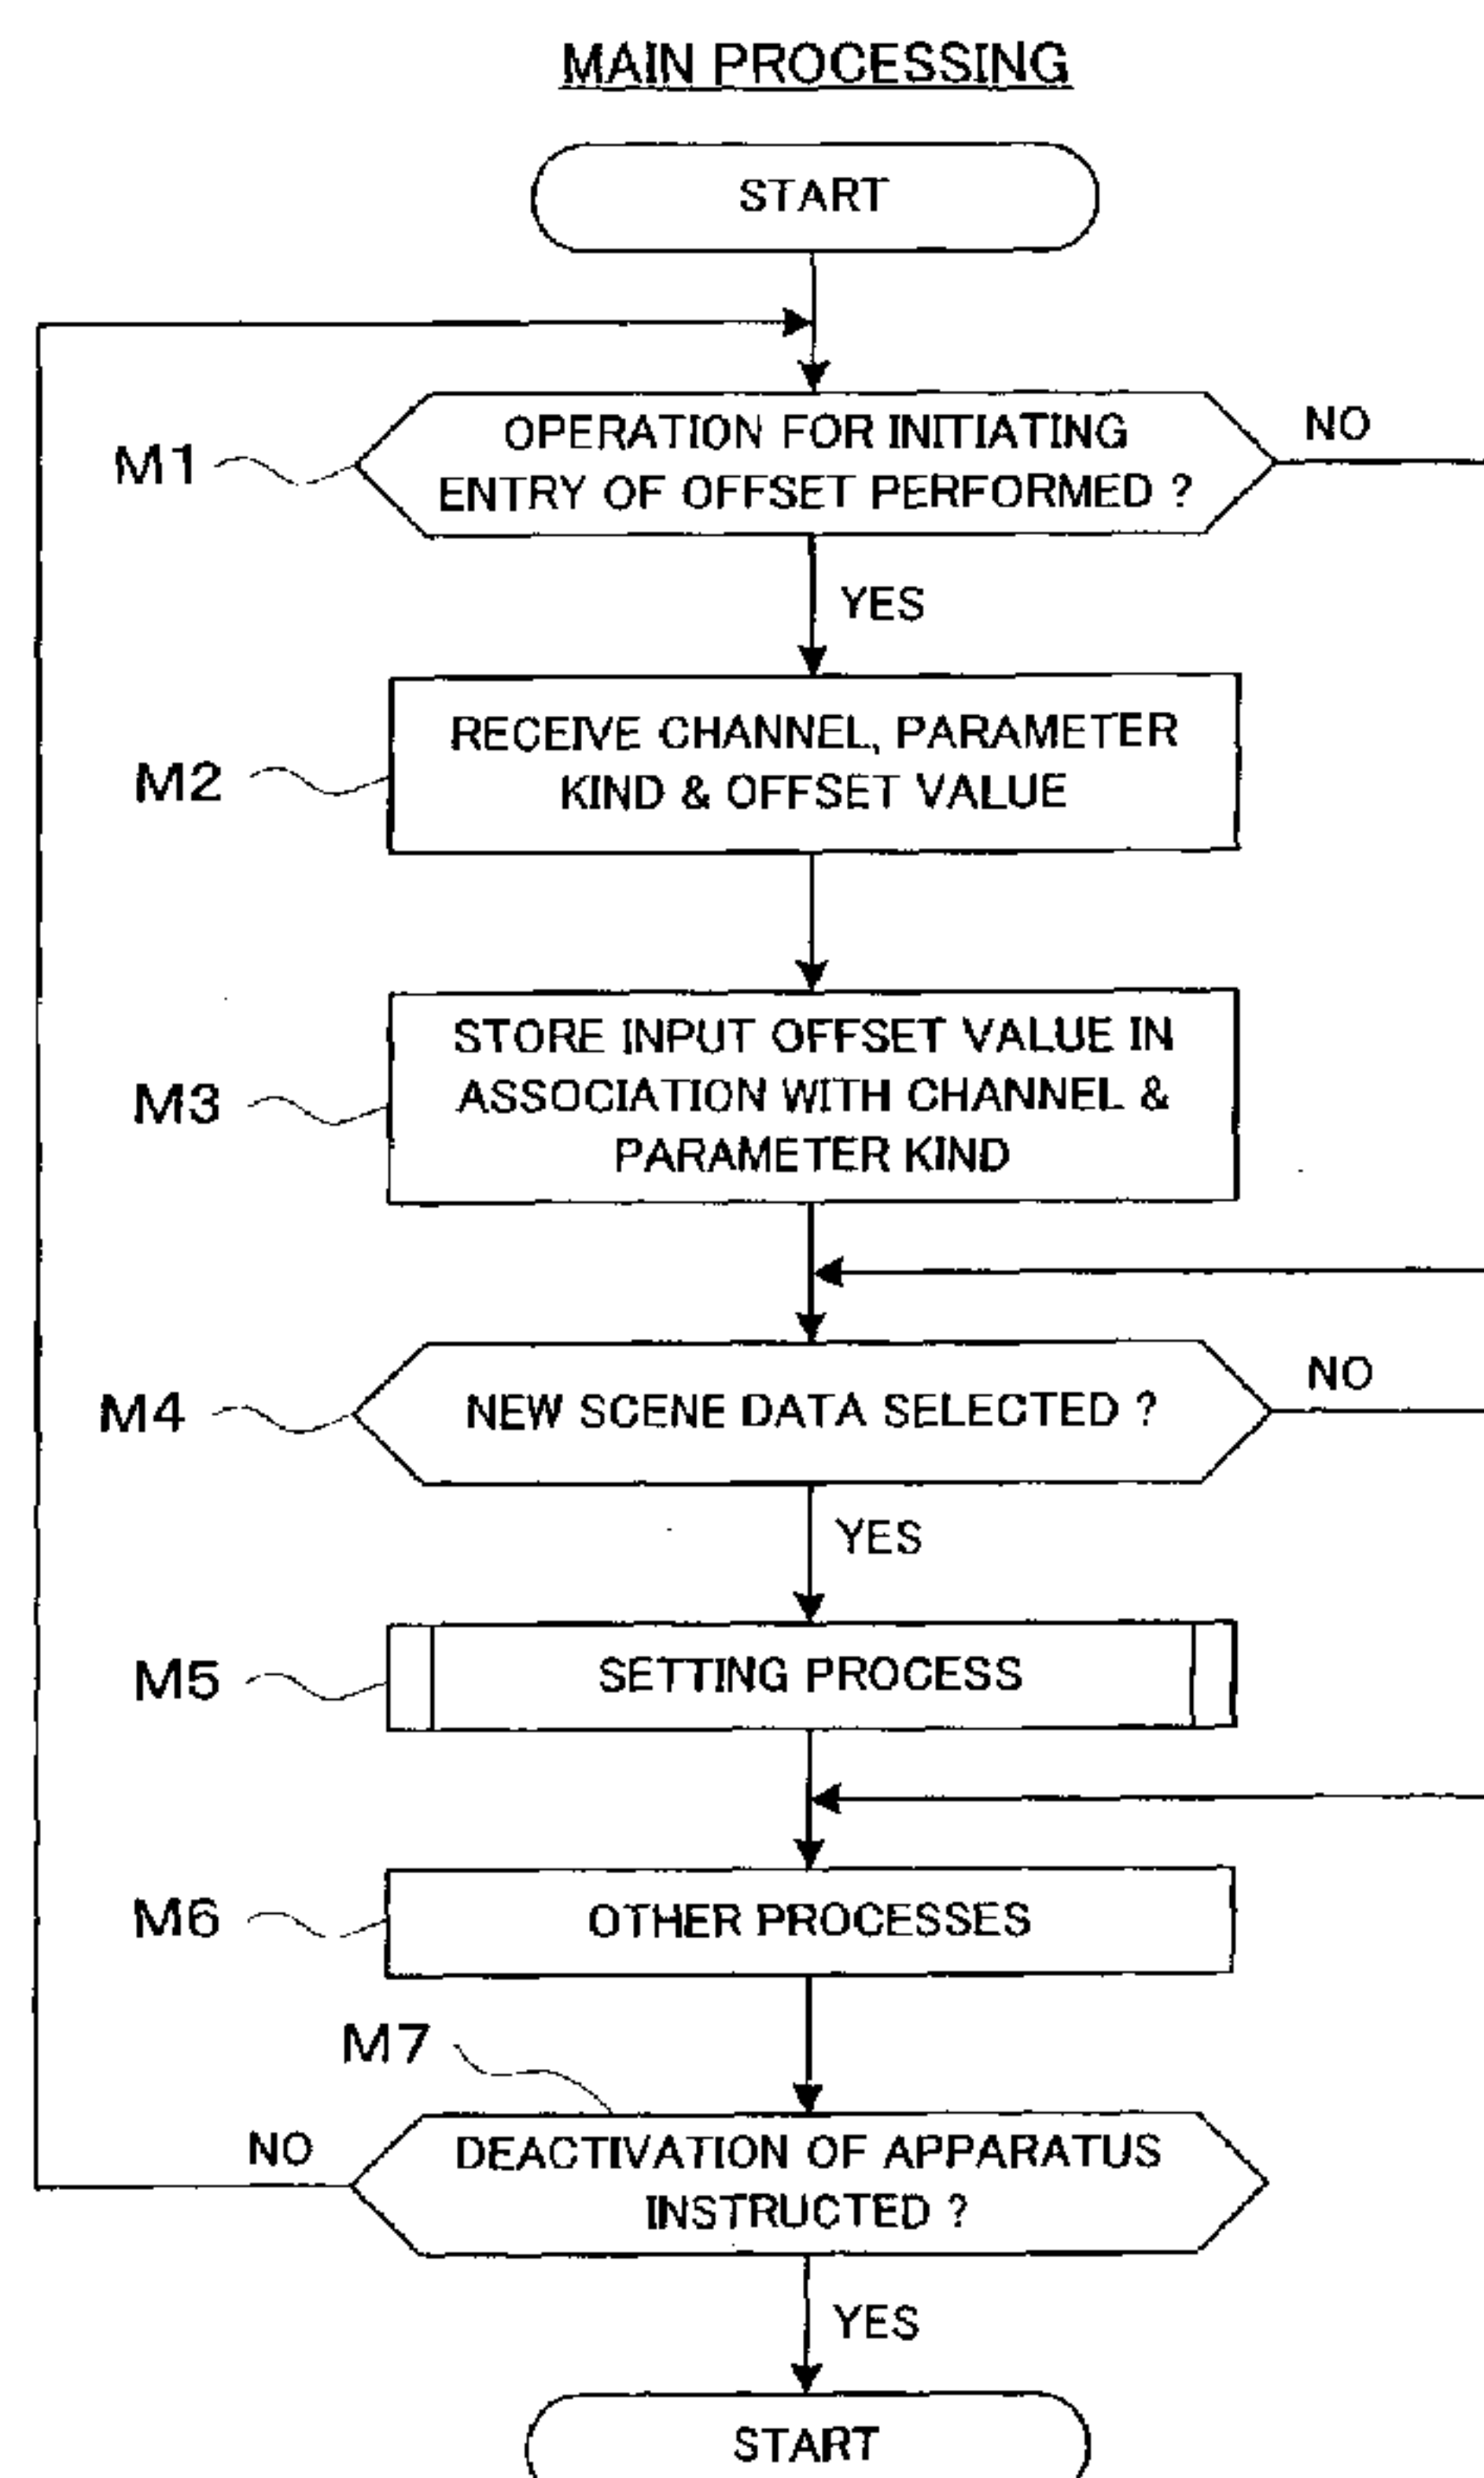 MAIN PROCESSING
START
OPERATION FOR INITIATING
ENTRY OF OFFSET PERFORMED ?
NO
M1
YES
RECEIVE CHANNEL, PARAMETER
KIND & OFFSET VALUE
M2
STORE INPUT OFFSET VALUE IN
ASSOCIATION WITH CHANNEL &
PARAMETER KIND
M3
NEW SCENE DATA SELECTED ?
NO
M4
YES
SETTING PROCESS
M5
OTHER PROCESSES
M6
M7
NO
DEACTIVATION OF APPARATUS
INSTRUCTED ?
YES
START